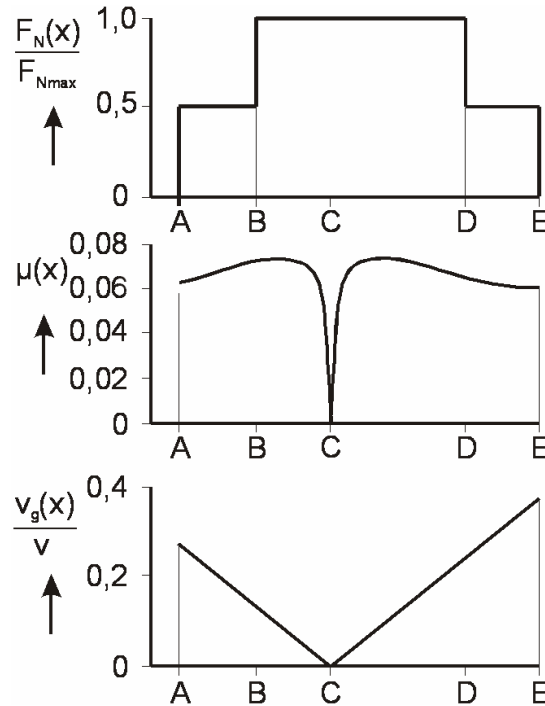 F_N(x)
F_Nmax
1,0
0,5
0
A B C D E
μ(x)
0,08
0,06
0,04
0,02
0
A B C D E
v_g(x)
v
0,4
0,2
0
A B C D E